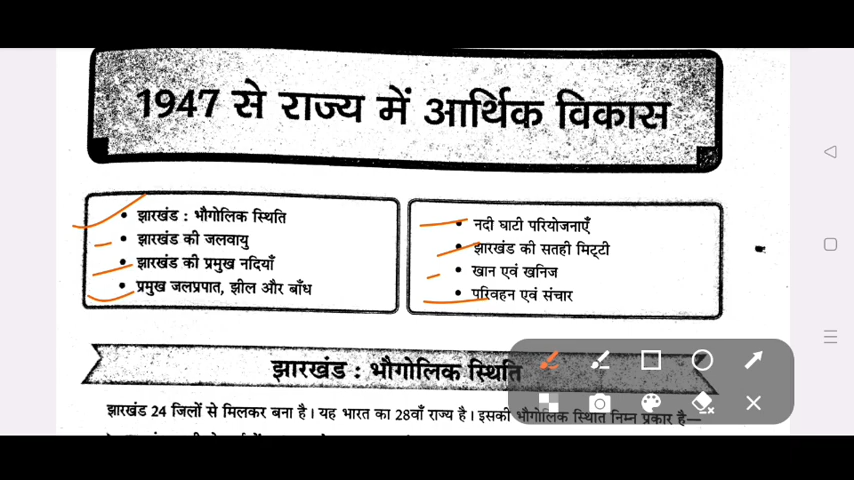 1947 से राज्य में आर्थिक विकास
• झारखंड : भौगोलिक स्थिति
• झारखंड की जलवायु
• झारखंड की प्रमुख नदियाँ
• प्रमुख जलप्रपात, झील और बाँध
• नदी घाटी परियोजनाएँ
• झारखंड की सतही मिट्टी
• खान एवं खनिज
• परिवहन एवं संचार
झारखंड : भौगोलिक स्थिति
झारखंड 24 जिलों से मिलकर बना है। यह भारत का 28वाँ राज्य है। इसकी भौगोलिक स्थिति निम्न प्रकार है—